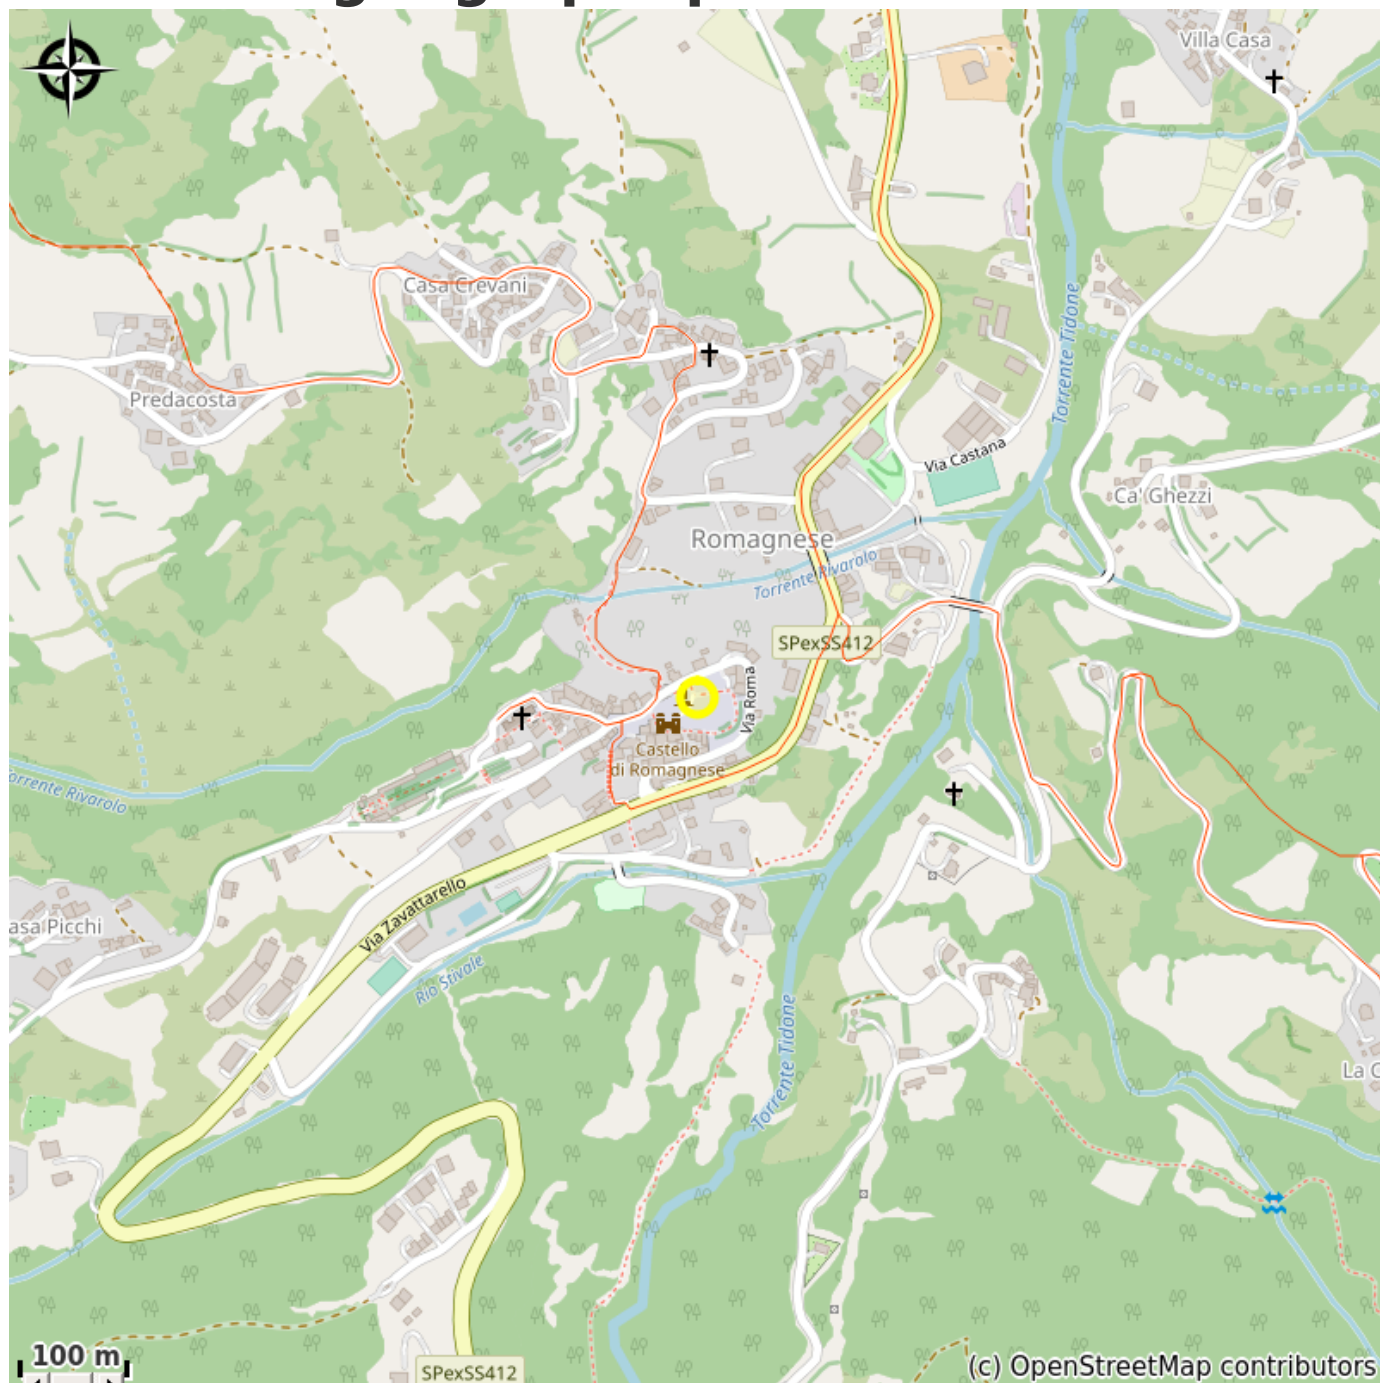 Villa Casa
Casa Crevani
Torrente Tidone
Predacosta
Via Castana
Ca' Ghezzi
Romagnese
Torrente Rivarolo
SPexSS412
Via Roma
Castello
di Romagnese
orrente Rivarolo
Via Zavattarello
asa Picchi
Rio Stivale
Torrente Tidone
La C
100 m
SPexSS412
(c) OpenStreetMap contributors